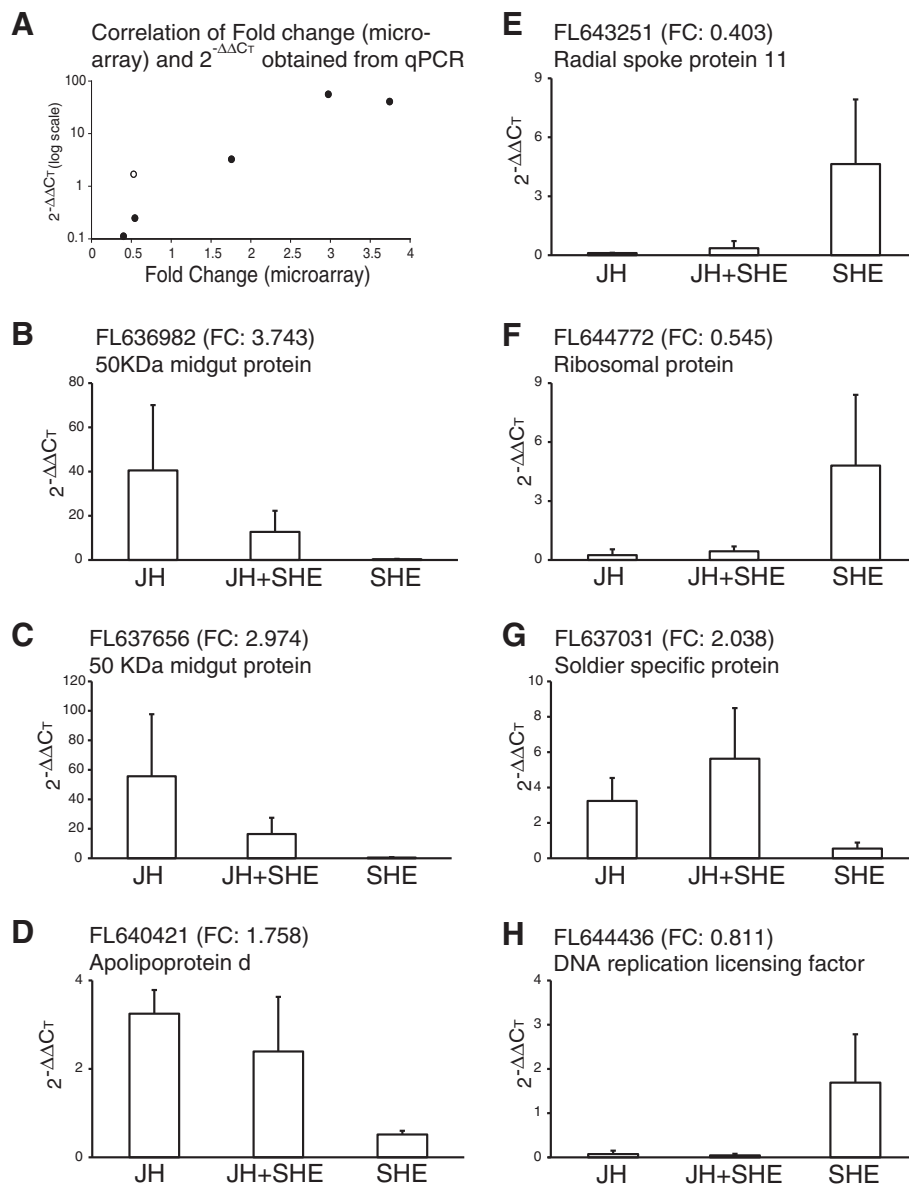 A
Correlation of Fold change (micro-
array) and 2-ΔΔCT obtained from qPCR
100
10
1
0.1
2-ΔΔCT(log scale)
0 0.5 1 1.5 2 2.5 3 3.5 4
Fold Change (microarray)
B
FL636982 (FC: 3.743)
50KDa midgut protein
80
60
40
20
0
2-ΔΔCT
JH JH+SHE SHE
C
FL637656 (FC: 2.974)
50 KDa midgut protein
120
100
80
60
40
20
0
2-ΔΔCT
JH JH+SHE SHE
D
FL640421 (FC: 1.758)
Apolipoprotein d
4
2
0
2-ΔΔCT
JH JH+SHE SHE
E
FL643251 (FC: 0.403)
Radial spoke protein 11
9
6
3
0
2-ΔΔCT
JH JH+SHE SHE
F
FL644772 (FC: 0.545)
Ribosomal protein
9
6
3
0
2-ΔΔCT
JH JH+SHE SHE
G
FL637031 (FC: 2.038)
Soldier specific protein
10
8
6
4
2
0
2-ΔΔCT
JH JH+SHE SHE
H
FL644436 (FC: 0.811)
DNA replication licensing factor
4
3
2
1
0
2-ΔΔCT
JH JH+SHE SHE